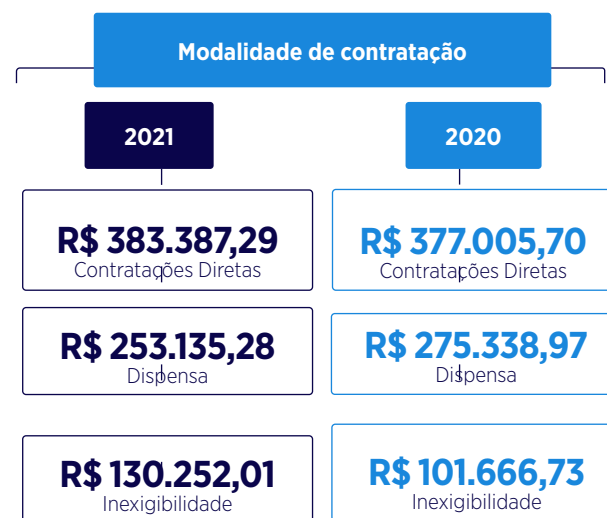 Modalidade de contratação
2021
2020
R$ 383.387,29
Contratações Diretas
R$ 377.005,70
Contratações Diretas
R$ 253.135,28
Dispensa
R$ 275.338,97
Dispensa
R$ 130.252,01
Inexigibilidade
R$ 101.666,73
Inexigibilidade